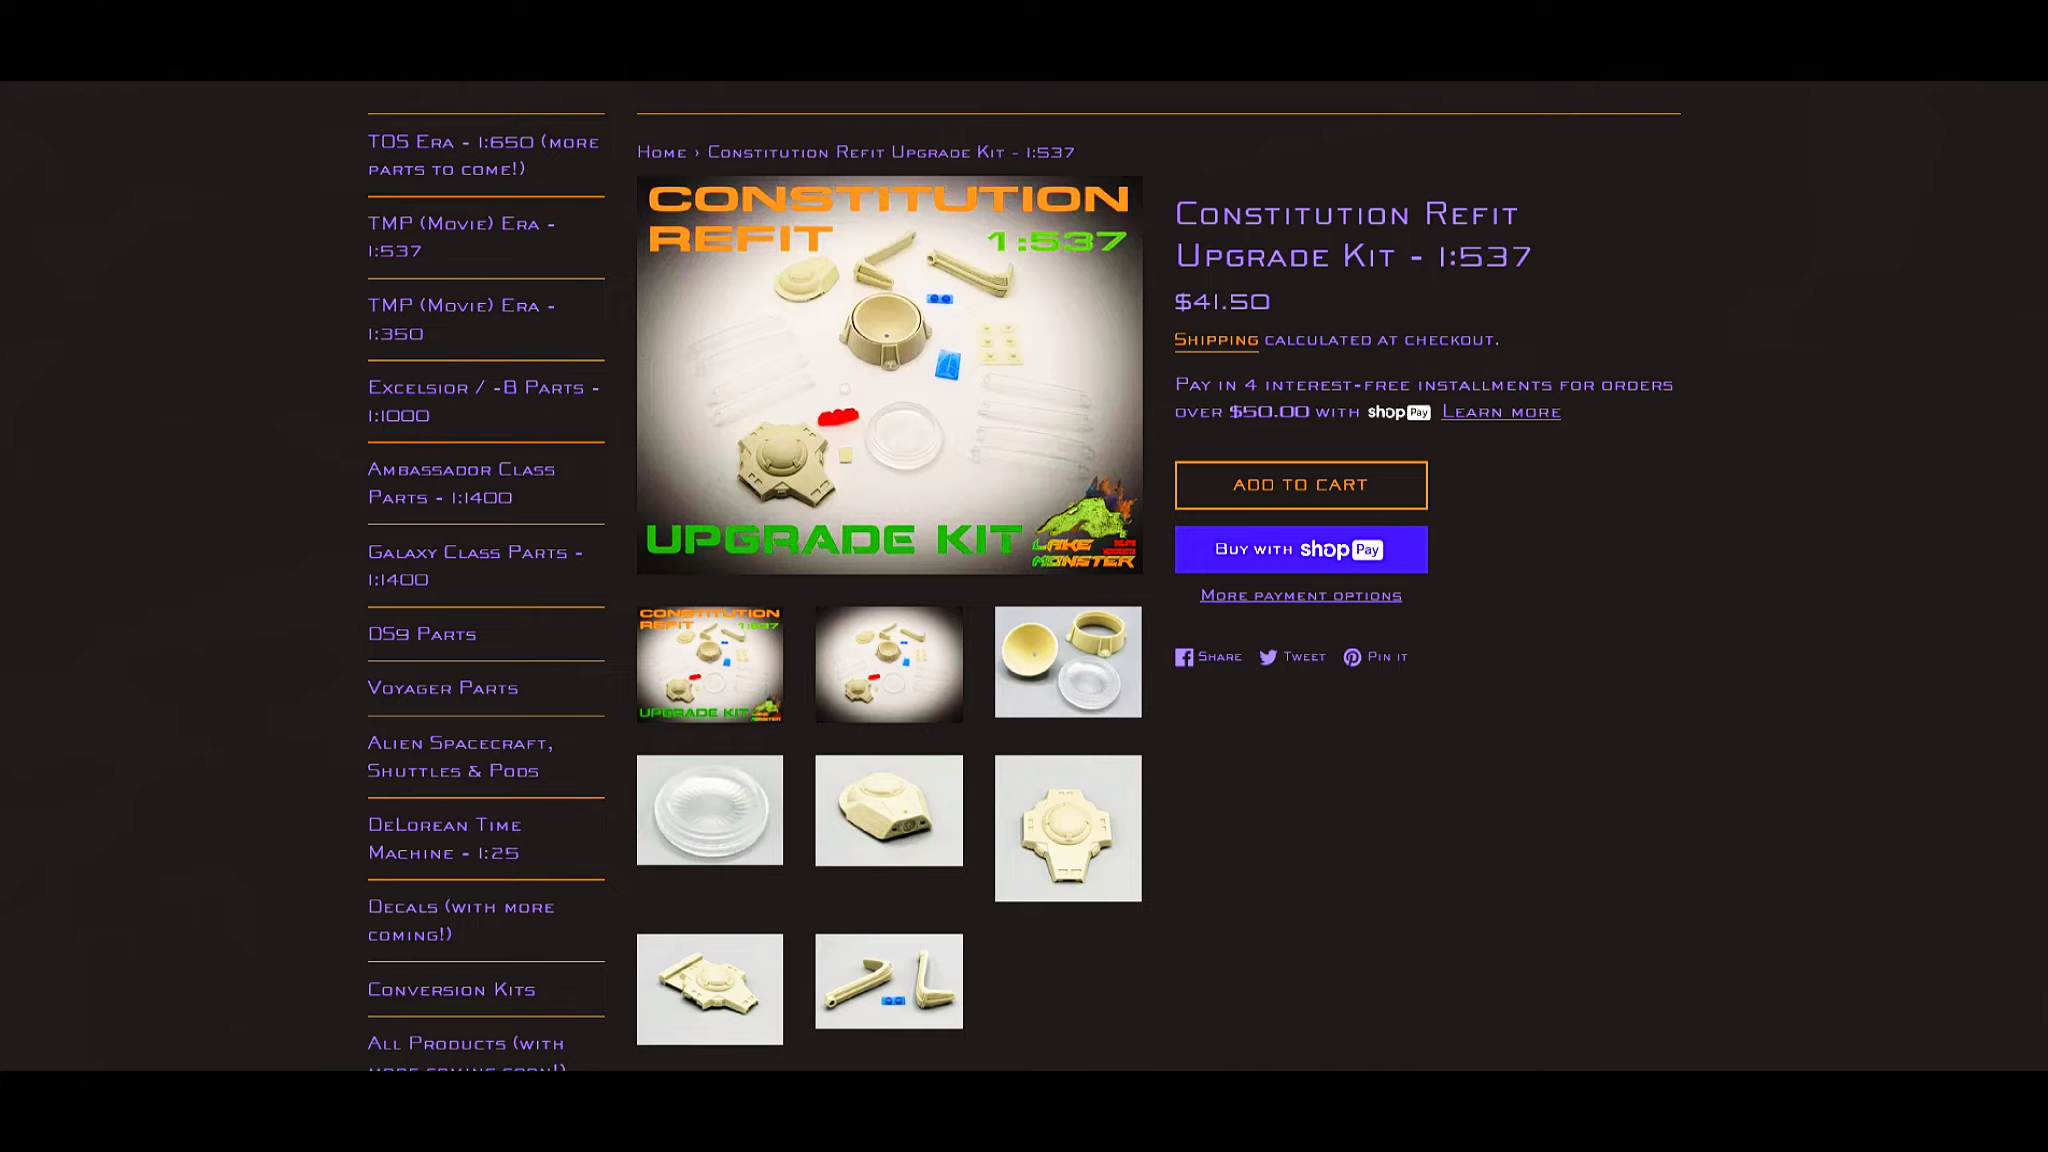 TOS Era - 1:650 (more
parts to come!)
TMP (Movie) Era -
1:537
TMP (Movie) Era -
1:350
Excelsior / -B Parts -
1:1000
Ambassador Class
Parts - 1:1400
Galaxy Class Parts -
1:1400
DS9 Parts
Voyager Parts
Alien Spacecraft,
Shuttles & Pods
DeLorean Time
Machine - 1:25
Decals (with more
coming!)
Conversion Kits
All Products (with
more coming soon!)
Home › Constitution Refit Upgrade Kit - 1:537
CONSTITUTION
REFIT 1:537
UPGRADE KIT
LAKE
MONSTER
CONSTITUTION
REFIT 1:537
UPGRADE KIT
Constitution Refit
Upgrade Kit - 1:537
$41.50
Shipping calculated at checkout.
Pay in 4 interest-free installments for orders
over $50.00 with shop Pay Learn more
ADD TO CART
Buy with shop Pay
More payment options
Share Tweet Pin it